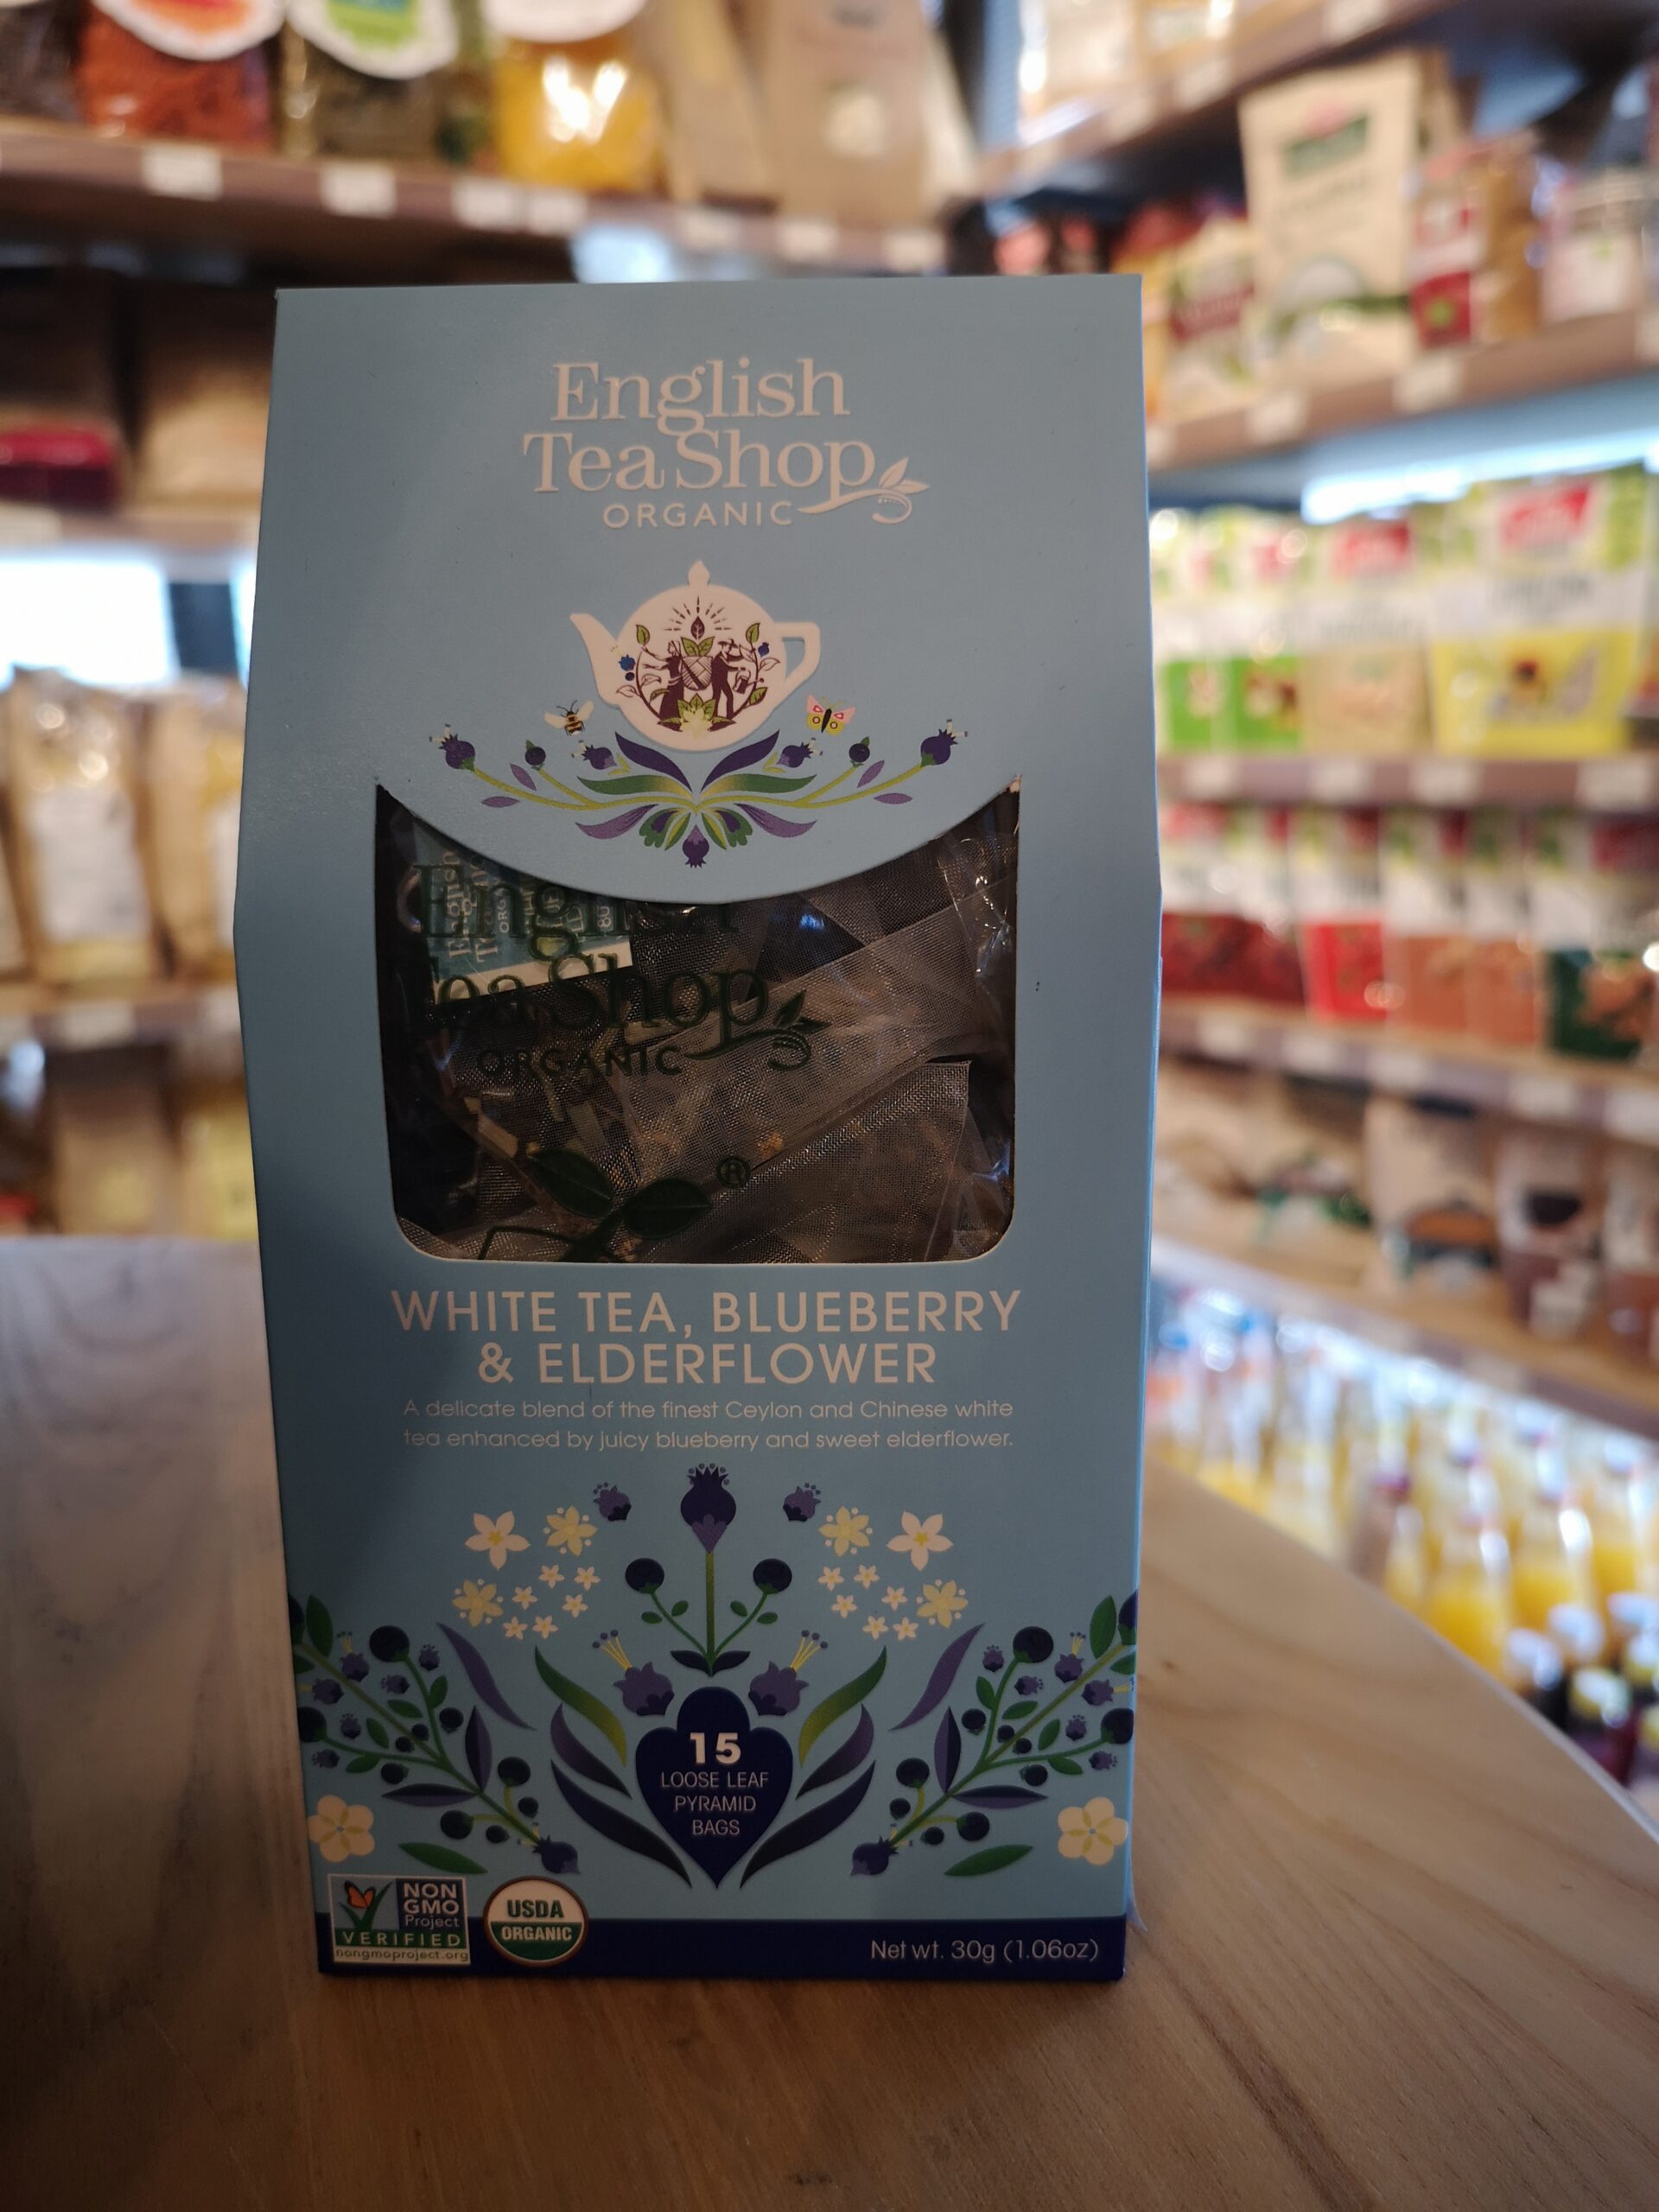 English
Tea Shop
ORGANIC
English
Tea Shop
ORGANIC
®
WHITE TEA, BLUEBERRY
& ELDERFLOWER
A delicate blend of the finest Ceylon and Chinese white
tea enhanced by juicy blueberry and sweet elderflower.
15
LOOSE LEAF
PYRAMID
BAGS
NON
GMO
Project
VERIFIED
nongmoproject.org
USDA
ORGANIC
Net wt. 30g (1.06oz)